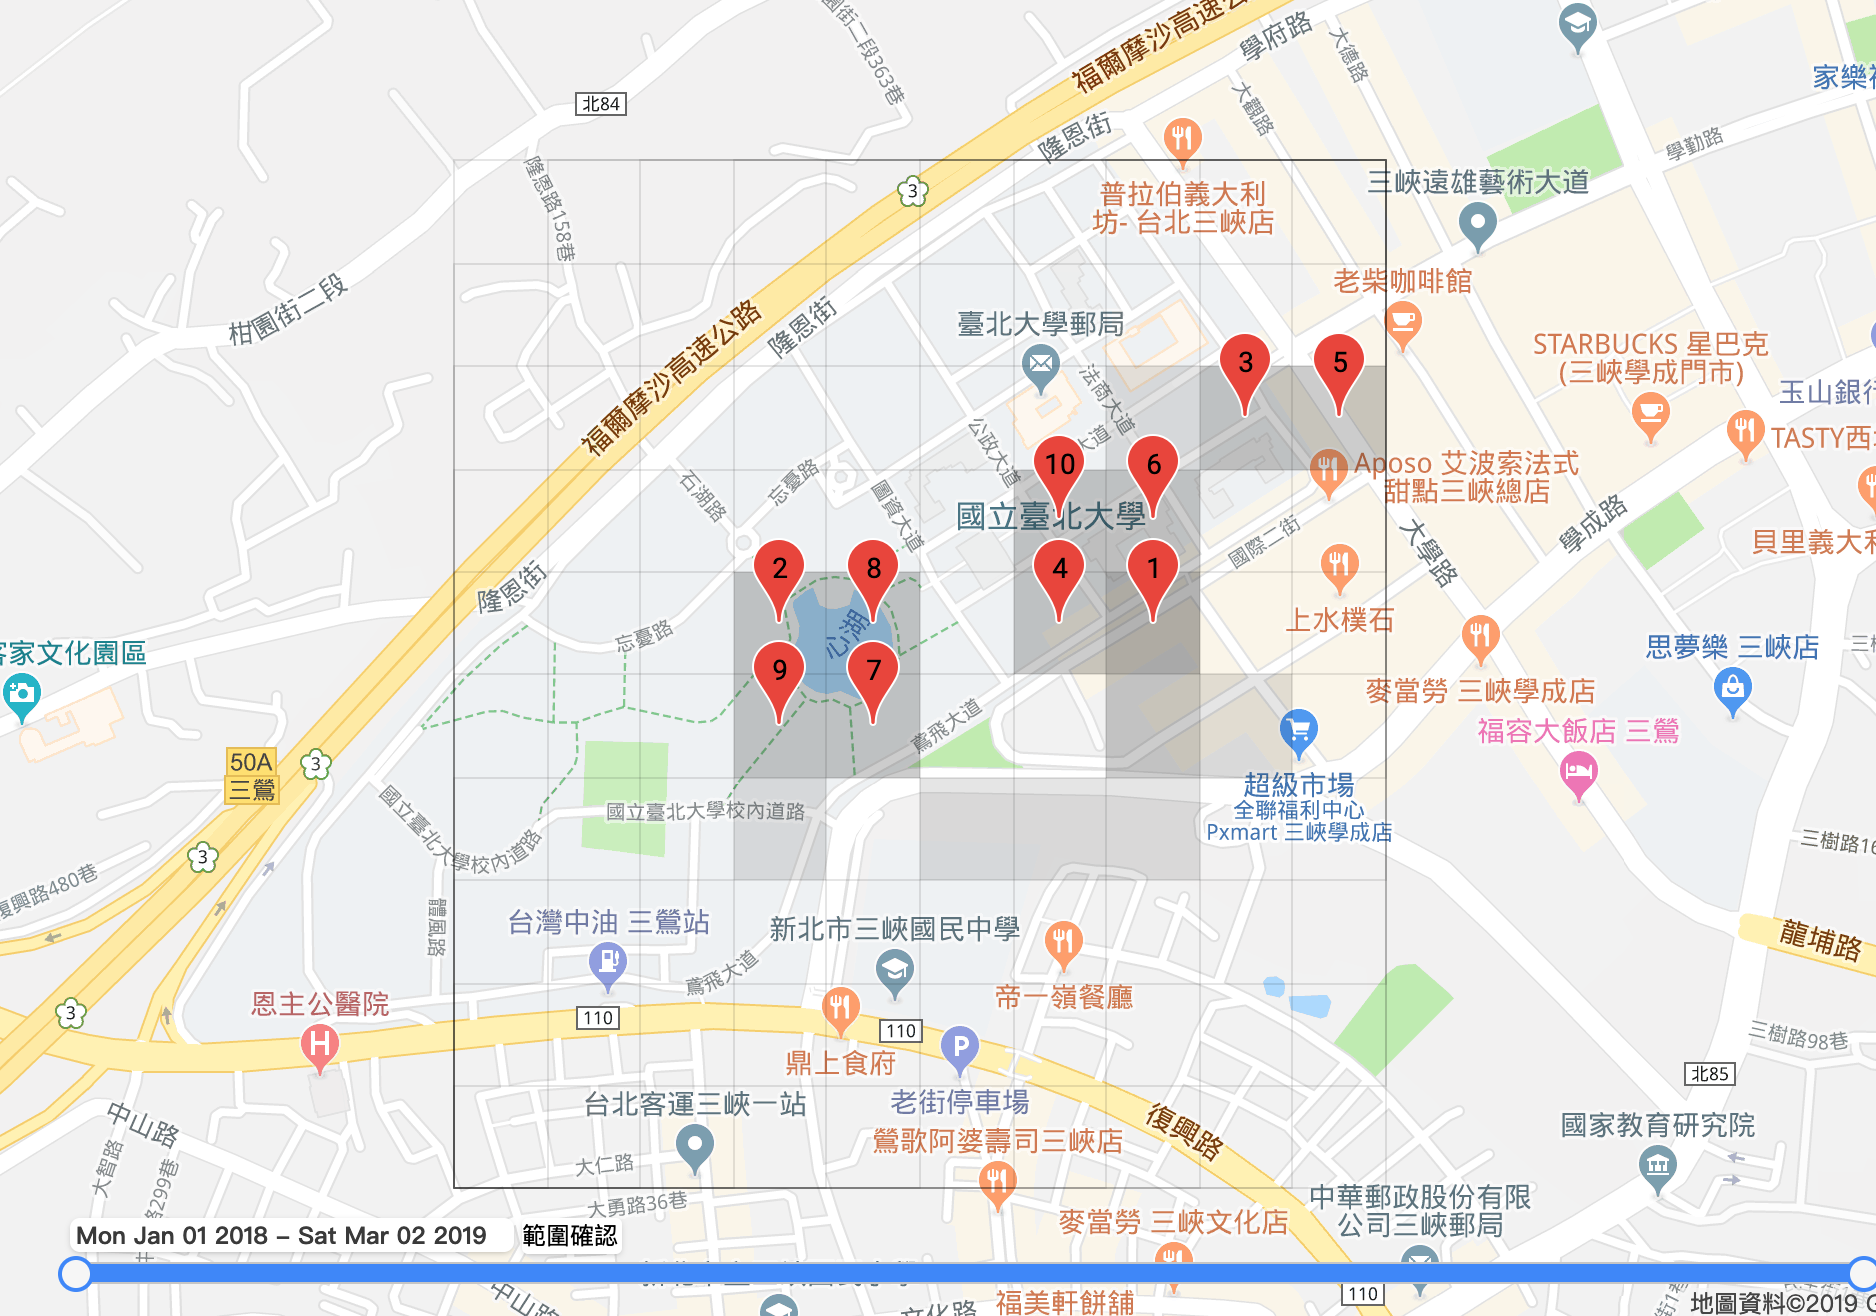 福爾摩沙高速公路
學府路
大德路
家樂
北84
園街二段363巷
大觀路
隆恩街
學勤路
隆恩路158巷
3
普拉伯義大利
坊- 台北三峽店
三峽遠雄藝術大道
老柴咖啡館
柑園街二段
福爾摩沙高速公路
隆恩街
臺北大學郵局
STARBUCKS 星巴克
(三峽學成門市)
3
5
玉山銀行
法商大道
公政大道
TASTY西
10
6
Aposo 艾波索法式
甜點三峽總店
石湖路
忘憂路
圖資大道
國立臺北大學
大學路
學成路
國際二街
貝里義大利
2
8
4
1
隆恩街
忘憂路
心湖
上水樸石
客家文化園區
思夢樂 三峽店
9
7
麥當勞 三峽學成店
鳶飛大道
福容大飯店 三鶯
50A
三鶯
3
超級市場
全聯福利中心
Pxmart 三峽學成店
國立臺北大學校內道路
國立臺北大學校內道路
三樹路16
3
復興路480巷
體風路
台灣中油 三鶯站
新北市三峽國民中學
龍埔路
鳶飛大道
帝一嶺餐廳
恩主公醫院
3
110
110
三樹路98巷
鼎上食府
北85
中山路
台北客運三峽一站
老街停車場
復興路
國家教育研究院
鶯歌阿婆壽司三峽店
大智路
大仁路
路299巷
大勇路36巷
中華郵政股份有限
公司三峽郵局
麥當勞 三峽文化店
Mon Jan 01 2018 – Sat Mar 02 2019
範圍確認
中山路
文化路
福美軒餅舖
110
地圖資料©2019